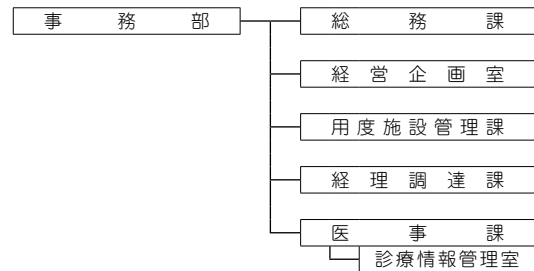 事務部
総務課
経営企画室
用度施設管理課
経理調達課
医事課
診療情報管理室